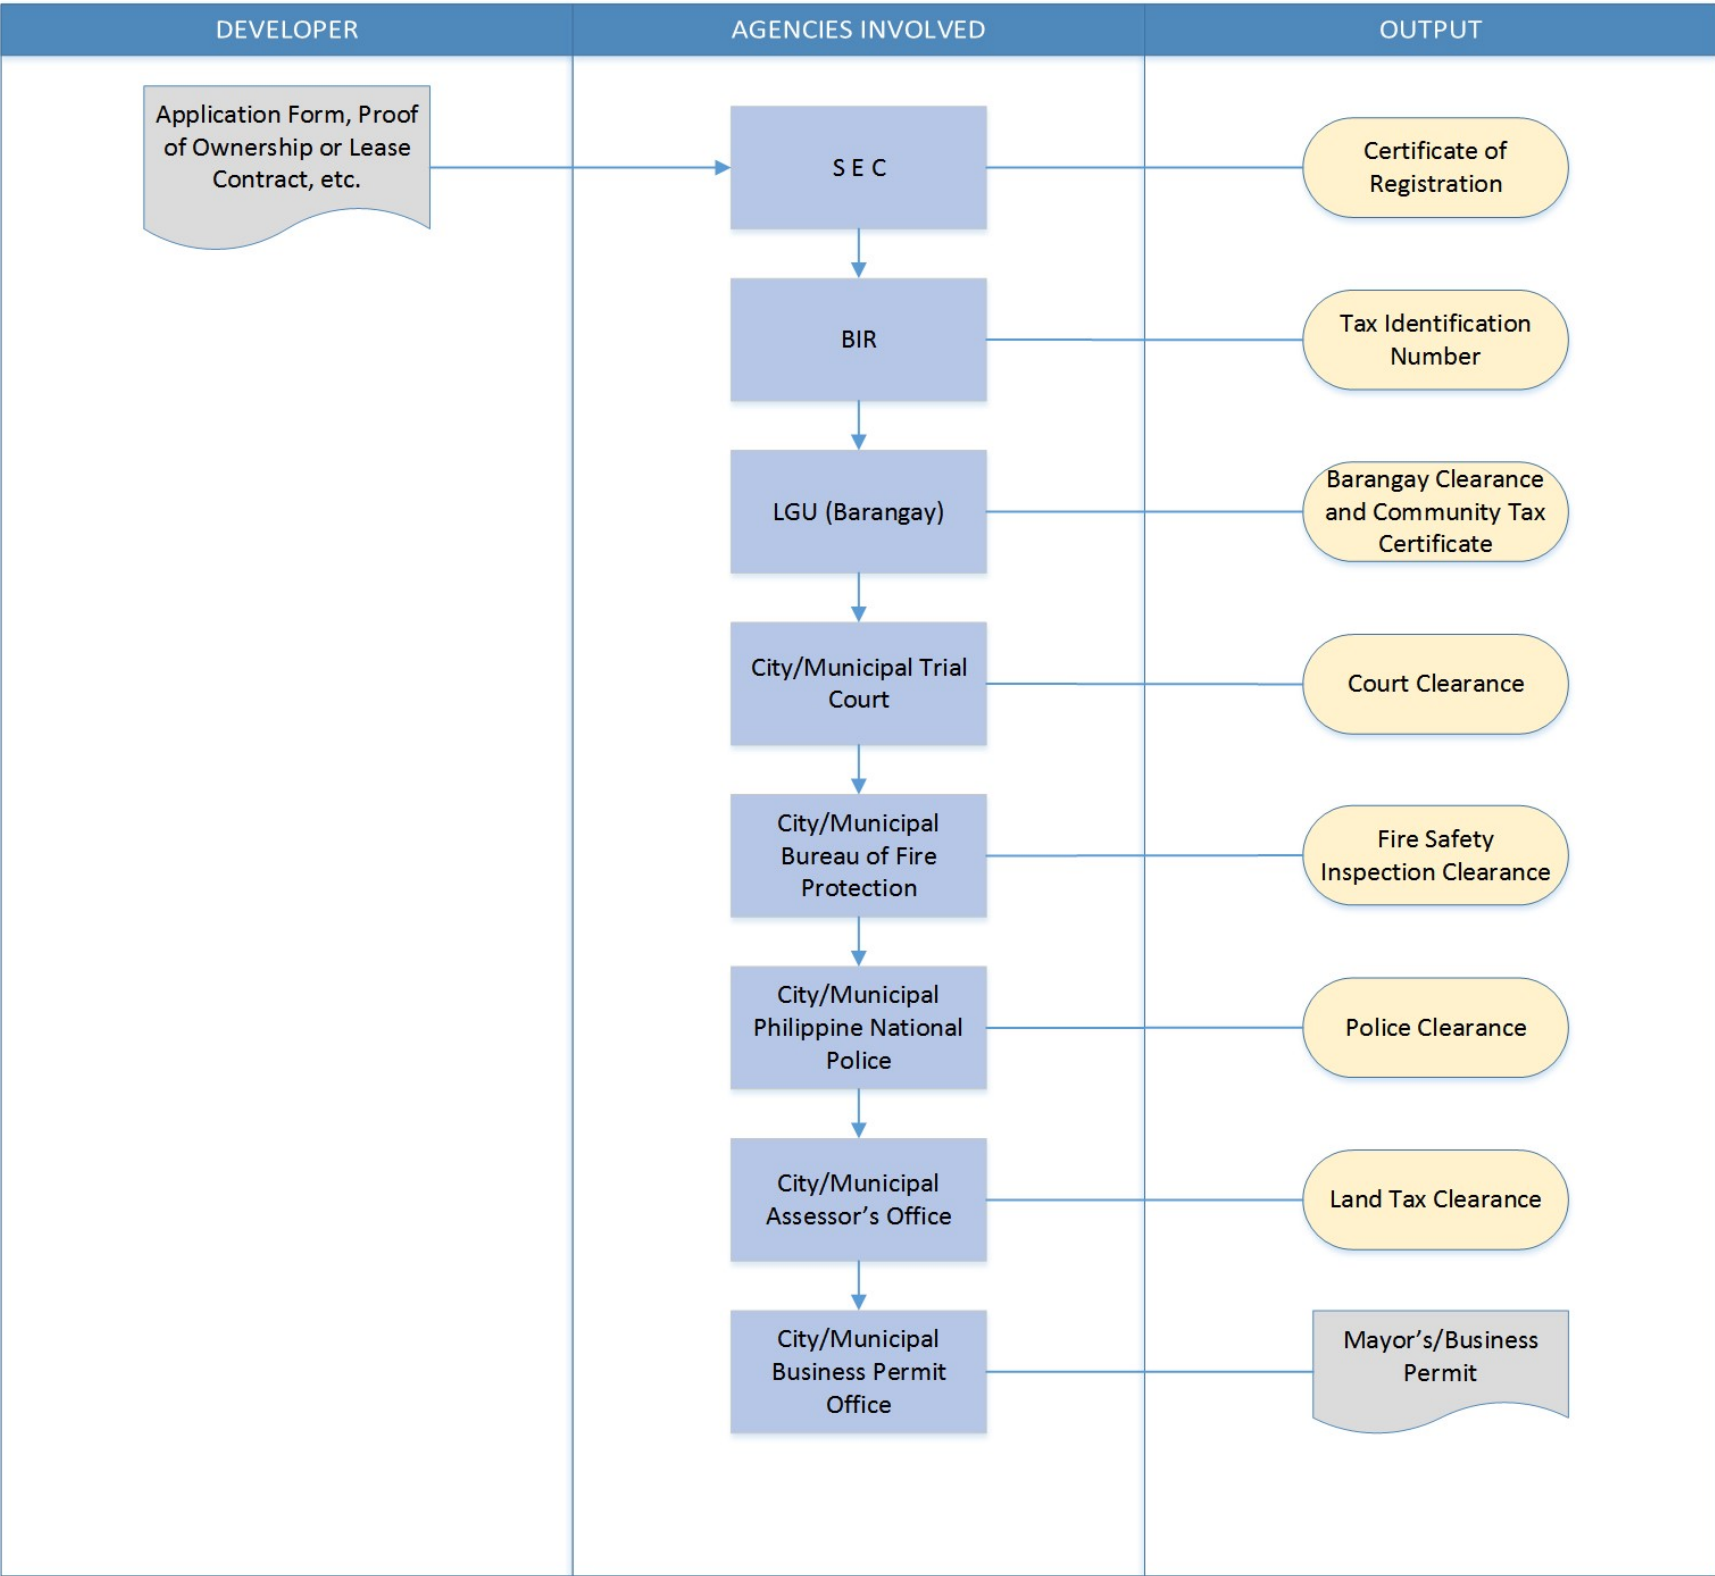 DEVELOPER
AGENCIES INVOLVED
OUTPUT
Application Form, Proof
of Ownership or Lease
Contract, etc.
S E C
Certificate of
Registration
BIR
Tax Identification
Number
LGU (Barangay)
Barangay Clearance
and Community Tax
Certificate
City/Municipal Trial
Court
Court Clearance
City/Municipal
Bureau of Fire
Protection
Fire Safety
Inspection Clearance
City/Municipal
Philippine National
Police
Police Clearance
City/Municipal
Assessor’s Office
Land Tax Clearance
City/Municipal
Business Permit
Office
Mayor’s/Business
Permit